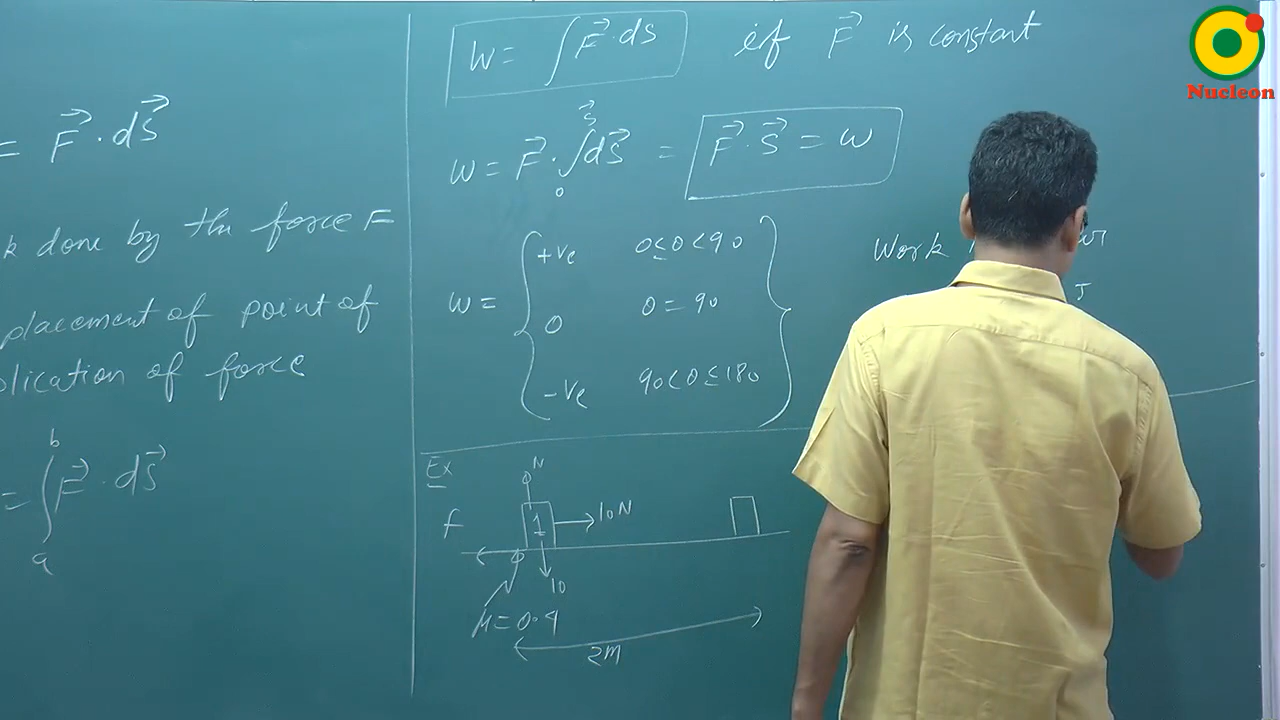 = F⃗ · dS⃗
k done by the force F
placement of point of
plication of force
= ∫ₐᵇ F⃗ · dS⃗
W = ∫ F⃗ · dS if F⃗ is constant
W = F⃗ · ∫₀^S⃗ dS⃗ = F⃗ · S⃗ = W
W = { +ve 0 ≤ θ < 90
0 θ = 90
-ve 90 < θ ≤ 180 }
Work
J
Ex
N
f 1 10N
10
μ = 0.4
2m
Nucleon